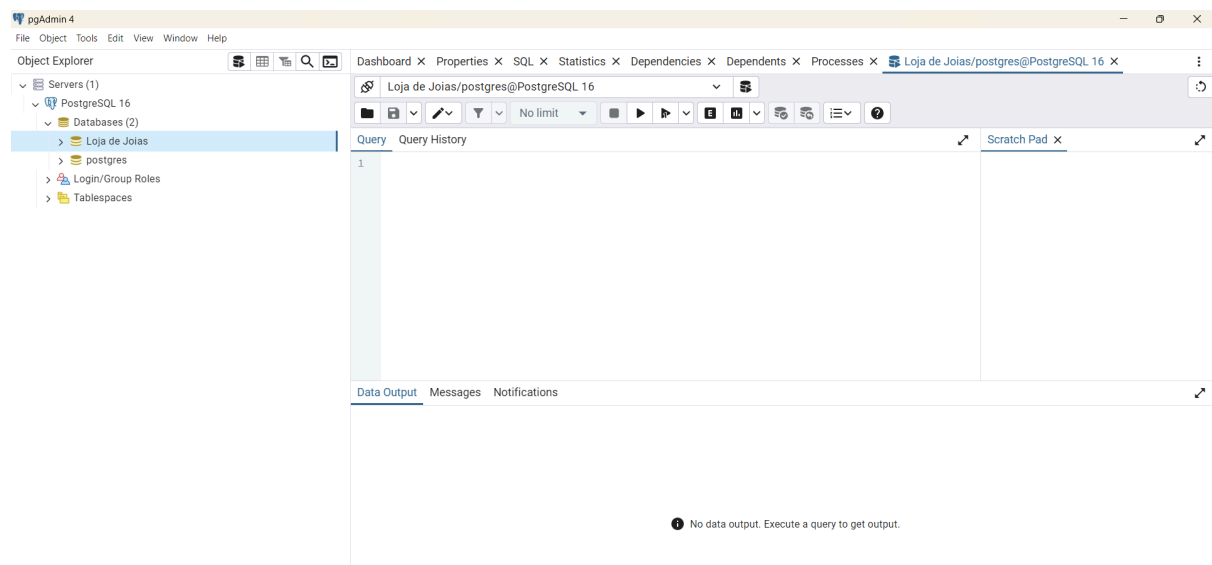 pgAdmin 4
File Object Tools Edit View Window Help
Object Explorer
Servers (1)
PostgreSQL 16
Databases (2)
Loja de Joias
postgres
Login/Group Roles
Tablespaces
Dashboard Properties SQL Statistics Dependencies Dependents Processes Loja de Joias/postgres@PostgreSQL 16
Loja de Joias/postgres@PostgreSQL 16
No limit
E
Query Query History
Scratch Pad
1
Data Output Messages Notifications
No data output. Execute a query to get output.